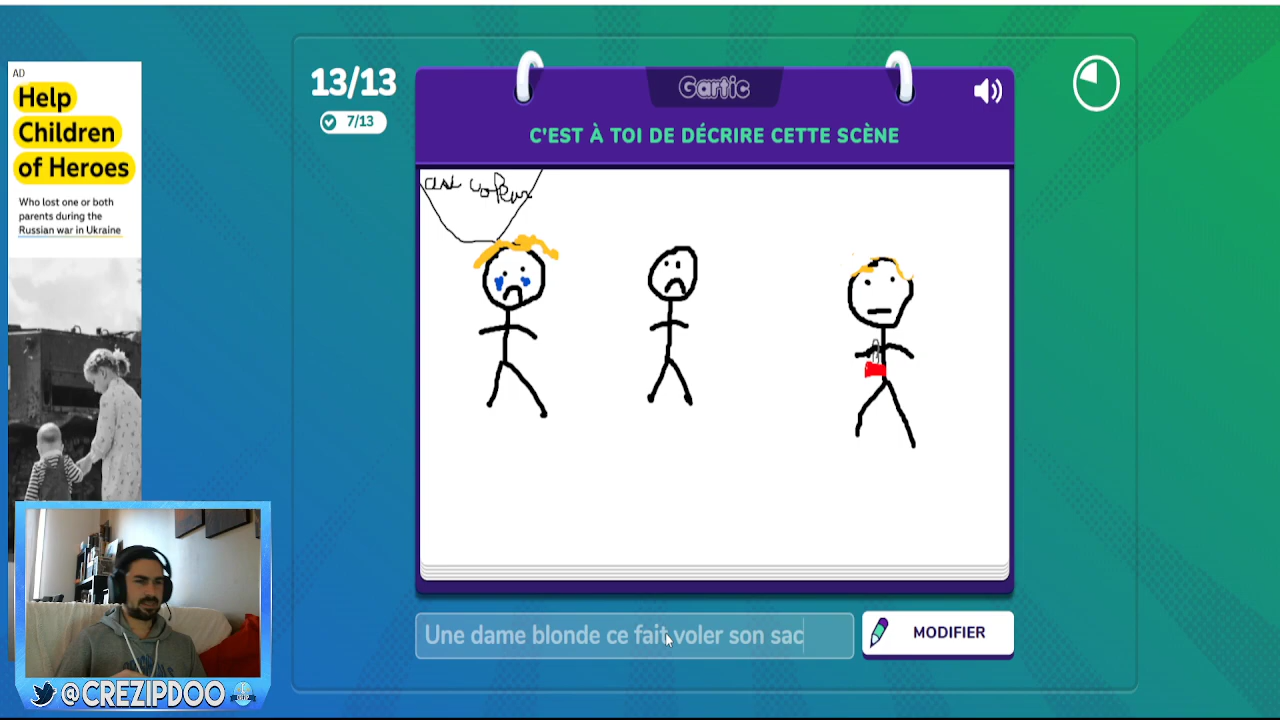 AD
Help
Children
of Heroes
Who lost one or both
parents during the
Russian war in Ukraine
13/13
7/13
Gartic
C'EST À TOI DE DÉCRIRE CETTE SCÈNE
voleur
Une dame blonde ce fait voler son sac
MODIFIER
@CREZIPDOO